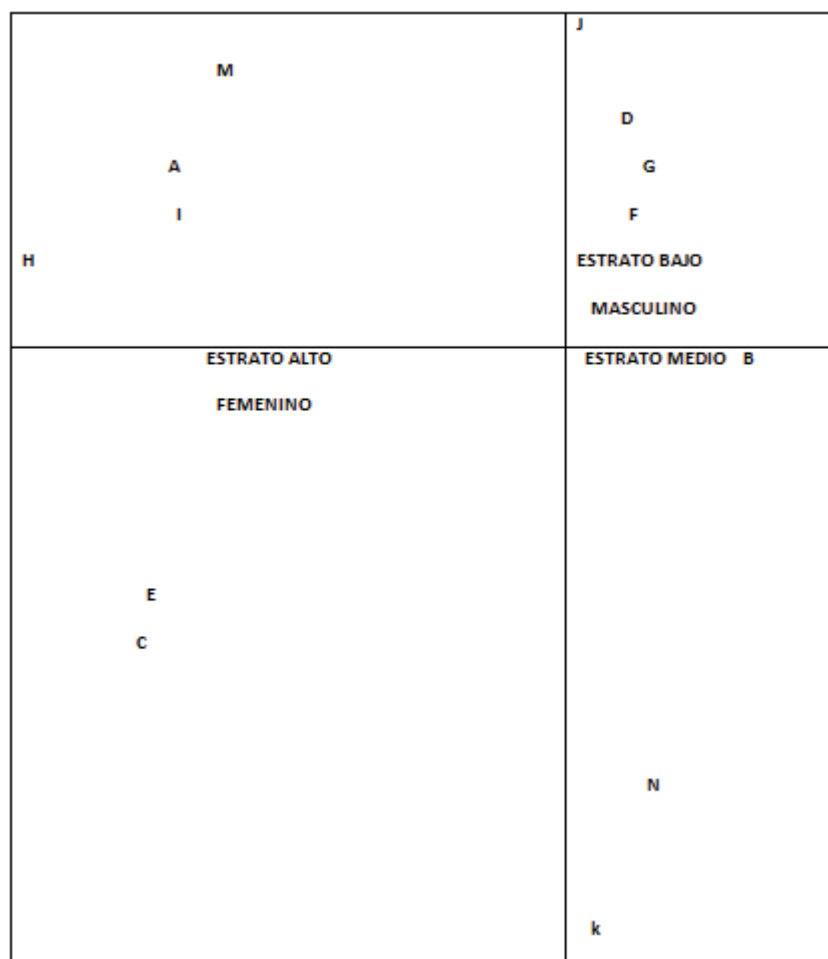 J
M
D
A G
I F
H ESTRATO BAJO
MASCULINO
ESTRATO ALTO ESTRATO MEDIO B
FEMENINO
E
C
N
k